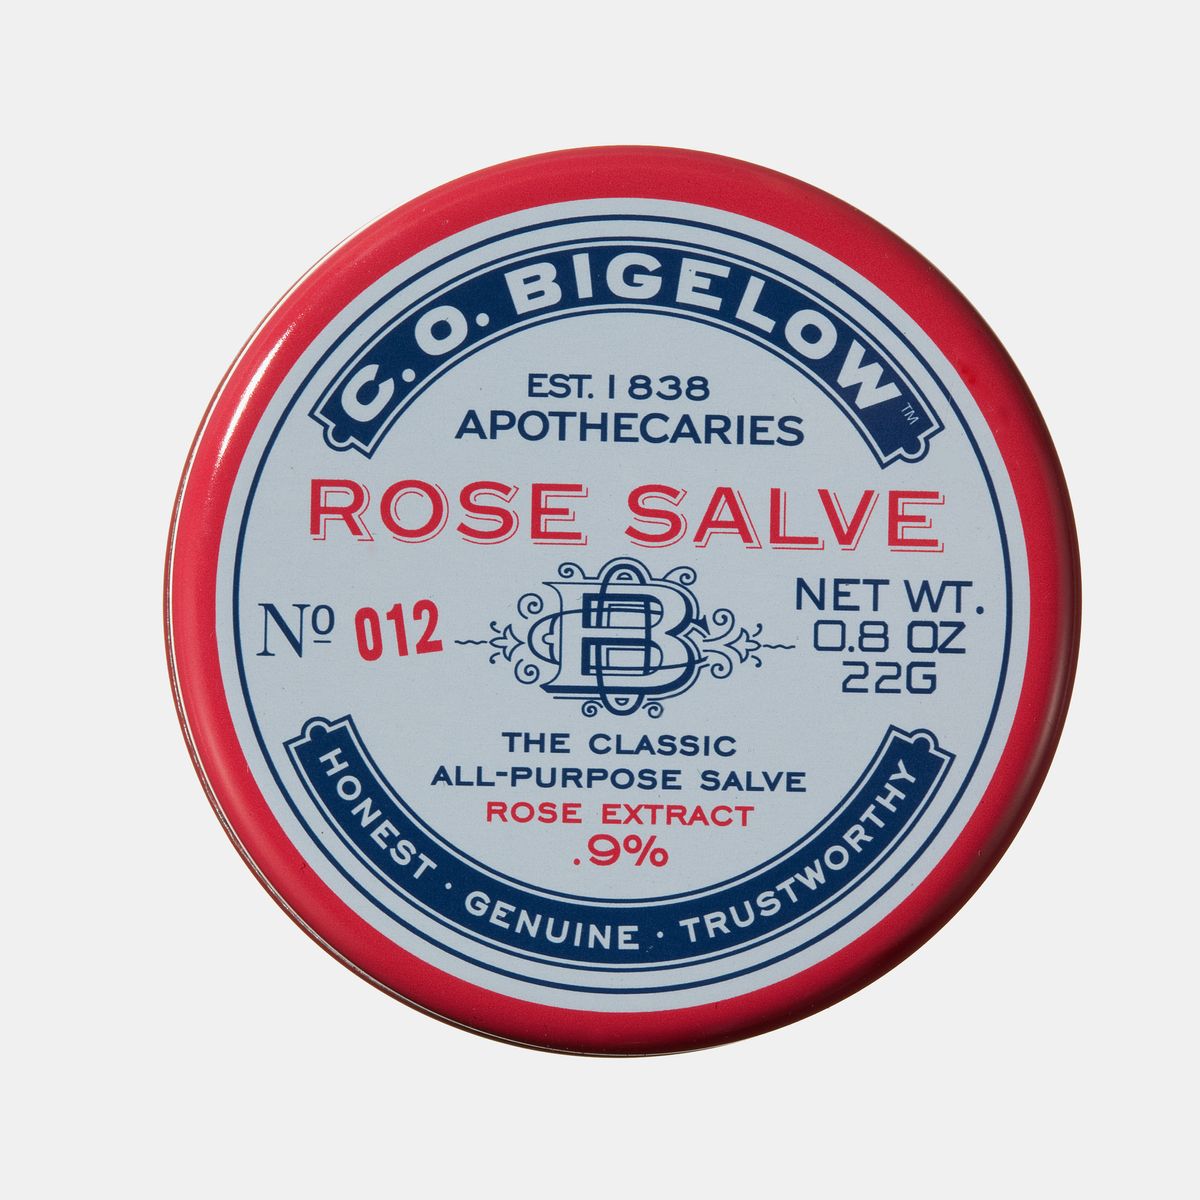 C. O. BIGELOW™
EST. 1838
APOTHECARIES
ROSE SALVE
Nº 012
B
NET WT.
0.8 OZ
22G
THE CLASSIC
ALL-PURPOSE SALVE
ROSE EXTRACT
.9%
HONEST · GENUINE · TRUSTWORTHY